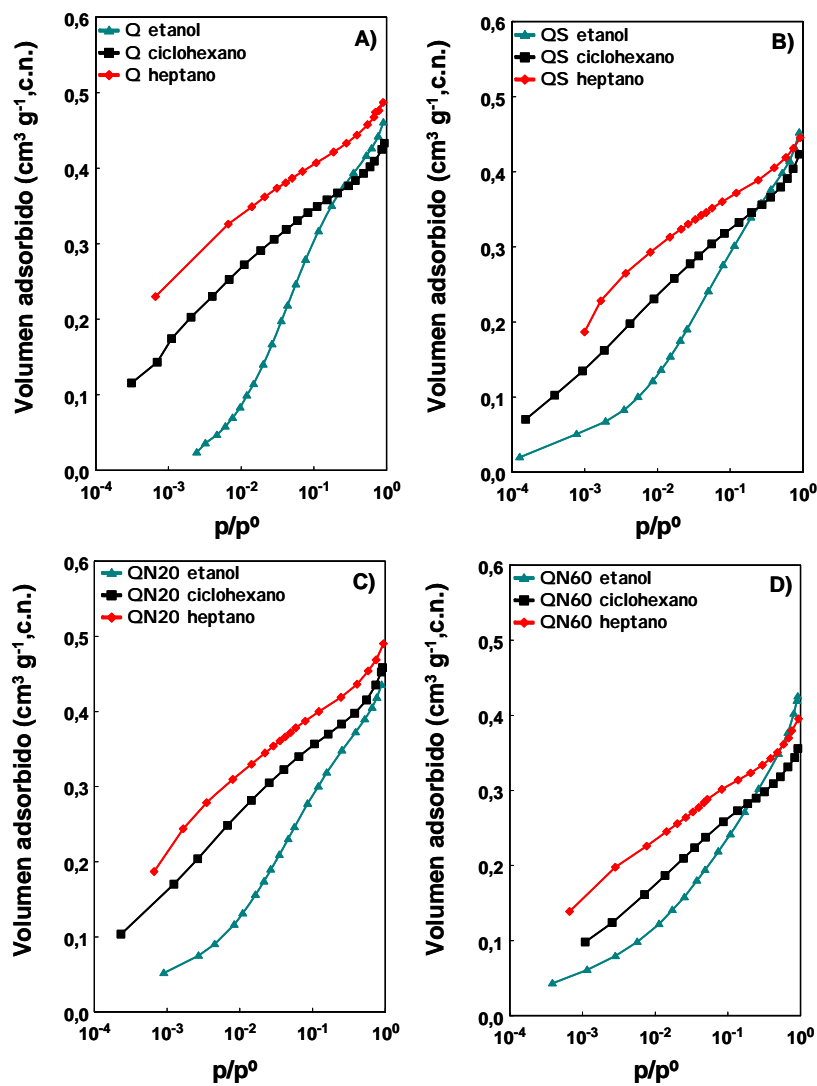 A)
Q etanol
Q ciclohexano
Q heptano
Volumen adsorbido (cm³ g⁻¹,c.n.)
0,6
0,5
0,4
0,3
0,2
0,1
0,0
10⁻⁴ 10⁻³ 10⁻² 10⁻¹ 10⁰
p/p⁰
B)
QS etanol
QS ciclohexano
QS heptano
Volumen adsorbido (cm³ g⁻¹,c.n.)
0,6
0,5
0,4
0,3
0,2
0,1
0,0
10⁻⁴ 10⁻³ 10⁻² 10⁻¹ 10⁰
p/p⁰
C)
QN20 etanol
QN20 ciclohexano
QN20 heptano
Volumen adsorbido (cm³ g⁻¹,c.n.)
0,6
0,5
0,4
0,3
0,2
0,1
0,0
10⁻⁴ 10⁻³ 10⁻² 10⁻¹ 10⁰
p/p⁰
D)
QN60 etanol
QN60 ciclohexano
QN60 heptano
Volumen adsorbido (cm³ g⁻¹,c.n.)
0,6
0,5
0,4
0,3
0,2
0,1
0,0
10⁻⁴ 10⁻³ 10⁻² 10⁻¹ 10⁰
p/p⁰